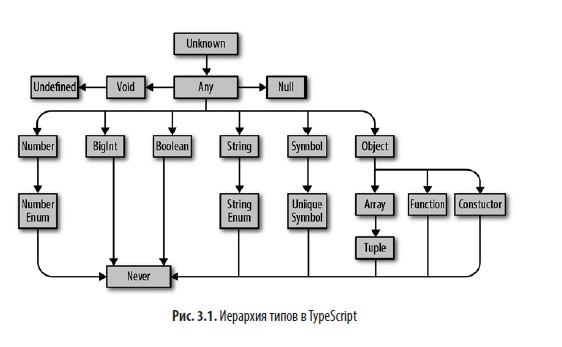 Unknown
Undefined
Void
Any
Null
Number
BigInt
Boolean
String
Symbol
Object
Number
Enum
String
Enum
Uniique
Symbol
Array
Function
Constuctor
Tuple
Never
Рис. 3.1. Иерархия типов в TypeScript